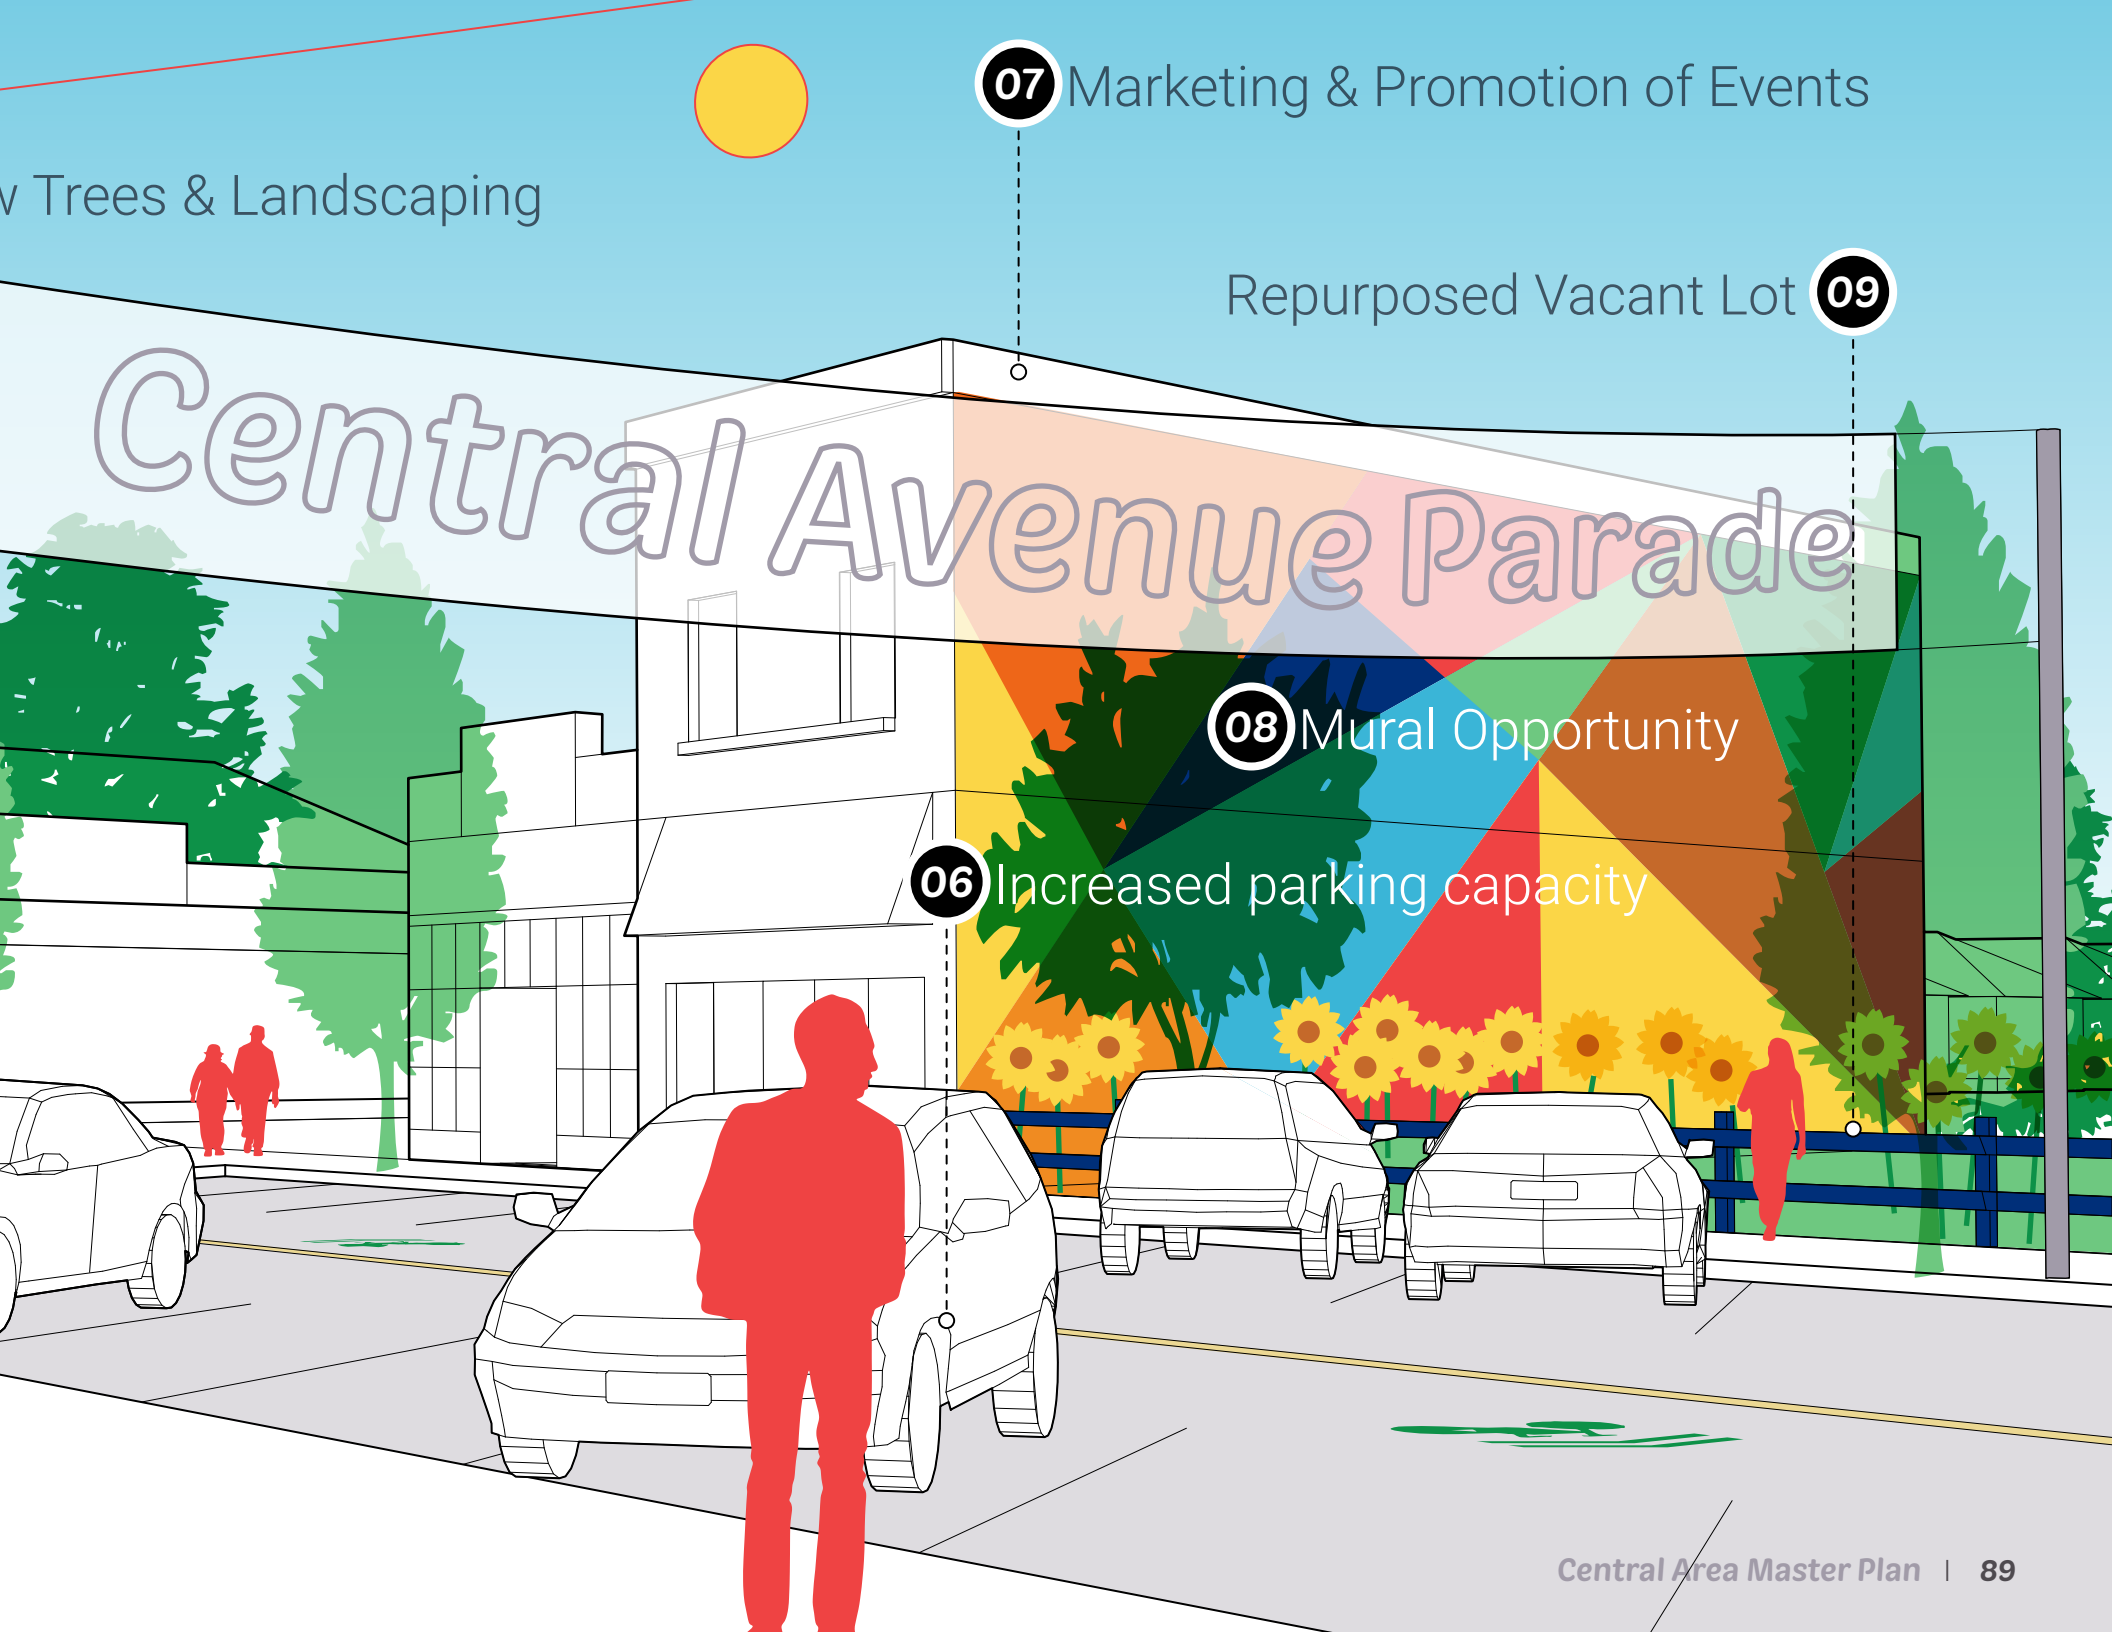 07 Marketing & Promotion of Events
w Trees & Landscaping
Repurposed Vacant Lot 09
Central Avenue Parade
08 Mural Opportunity
06 Increased parking capacity
Central Area Master Plan | 89